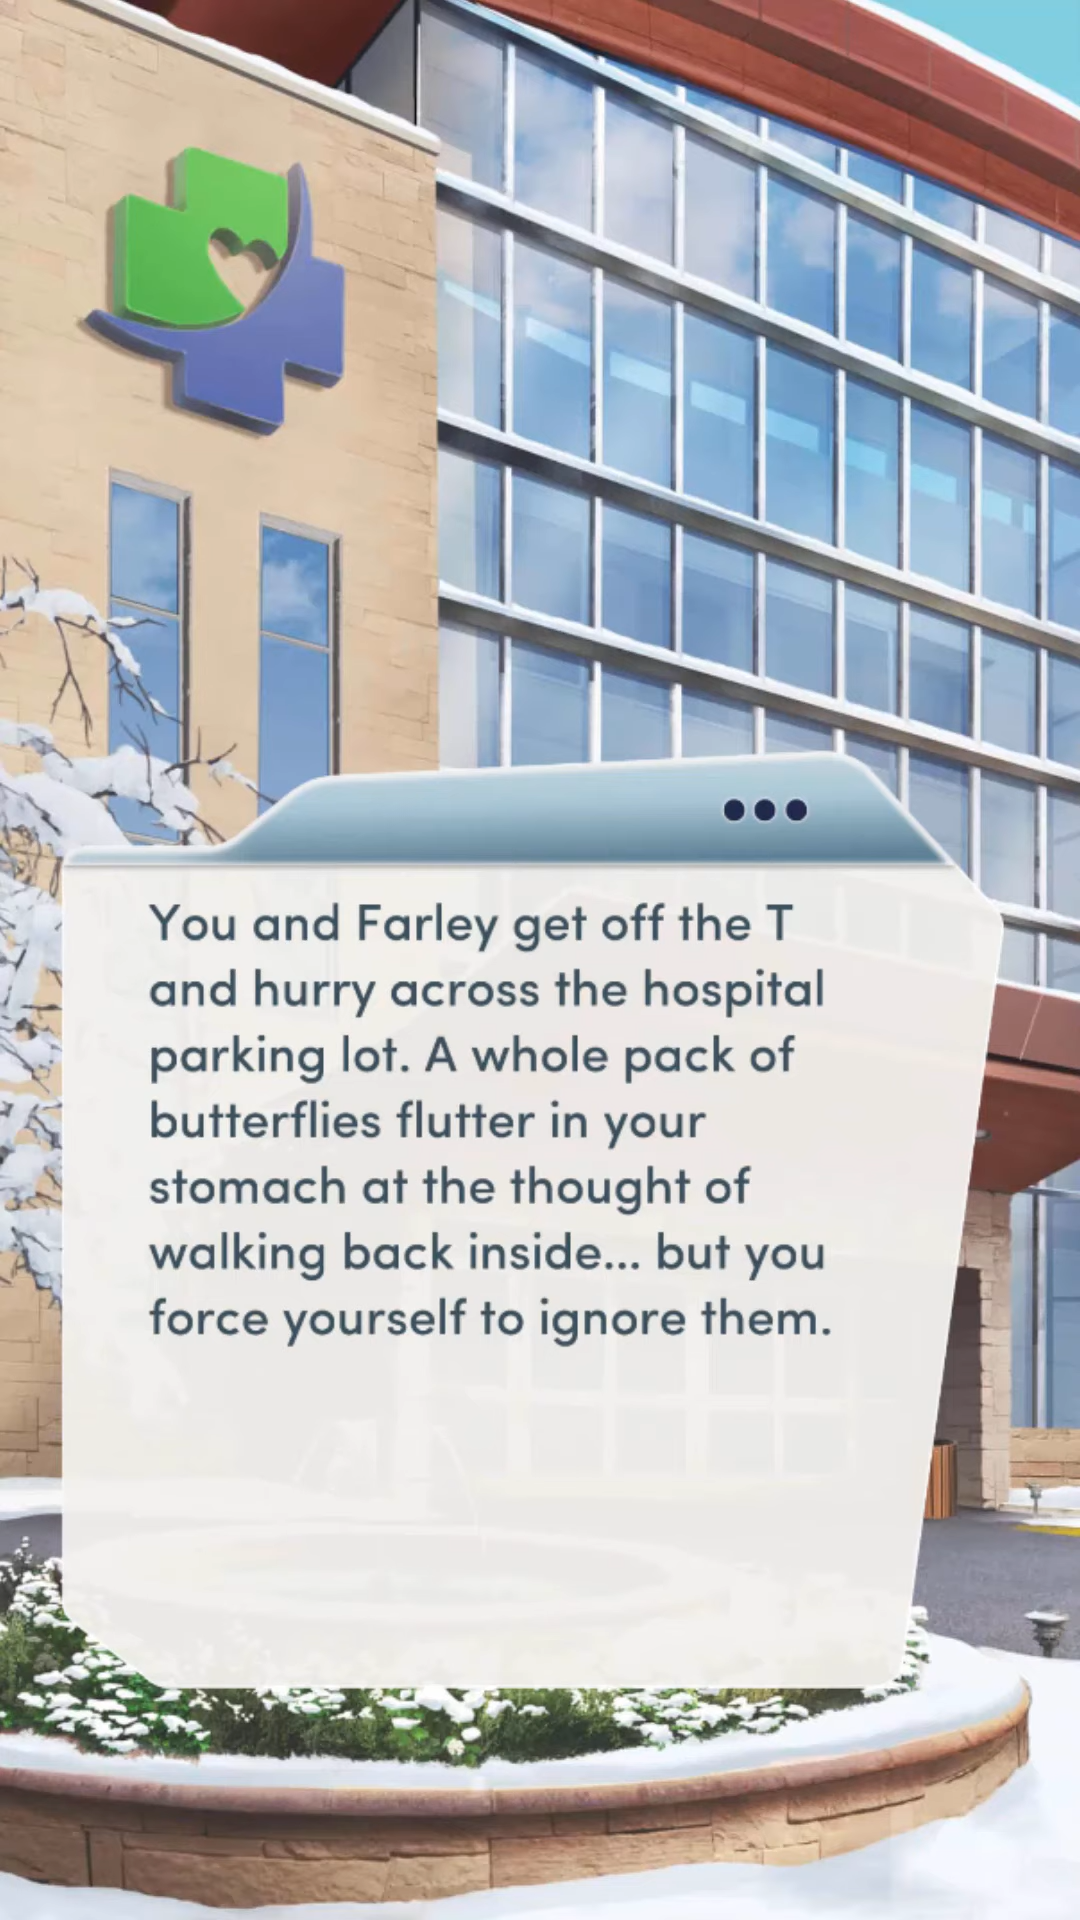 You and Farley get off the T
and hurry across the hospital
parking lot. A whole pack of
butterflies flutter in your
stomach at the thought of
walking back inside... but you
force yourself to ignore them.